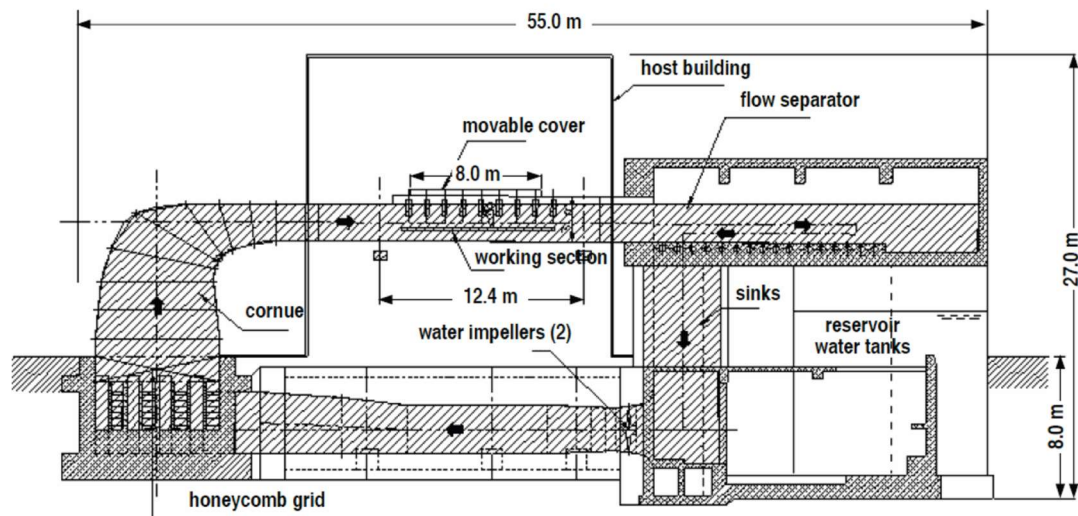 55.0 m
host building
flow separator
movable cover
8.0 m
working section
12.4 m
cornue
sinks
water impellers (2)
reservoir
water tanks
27.0 m
8.0 m
honeycomb grid